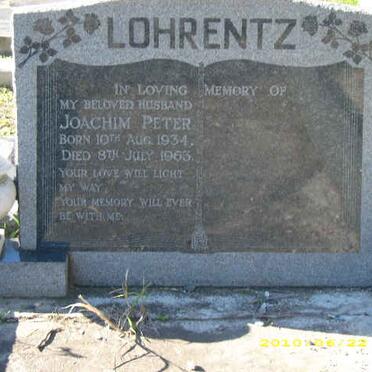 LOHRENTZ
IN LOVING MEMORY OF
MY BELOVED HUSBAND
JOACHIM PETER
BORN 10TH AUG. 1934.
DIED 8TH JULY 1963.
YOUR LOVE WILL LIGHT
MY WAY.
YOUR MEMORY WILL EVER
BE WITH ME.
2010/06/22